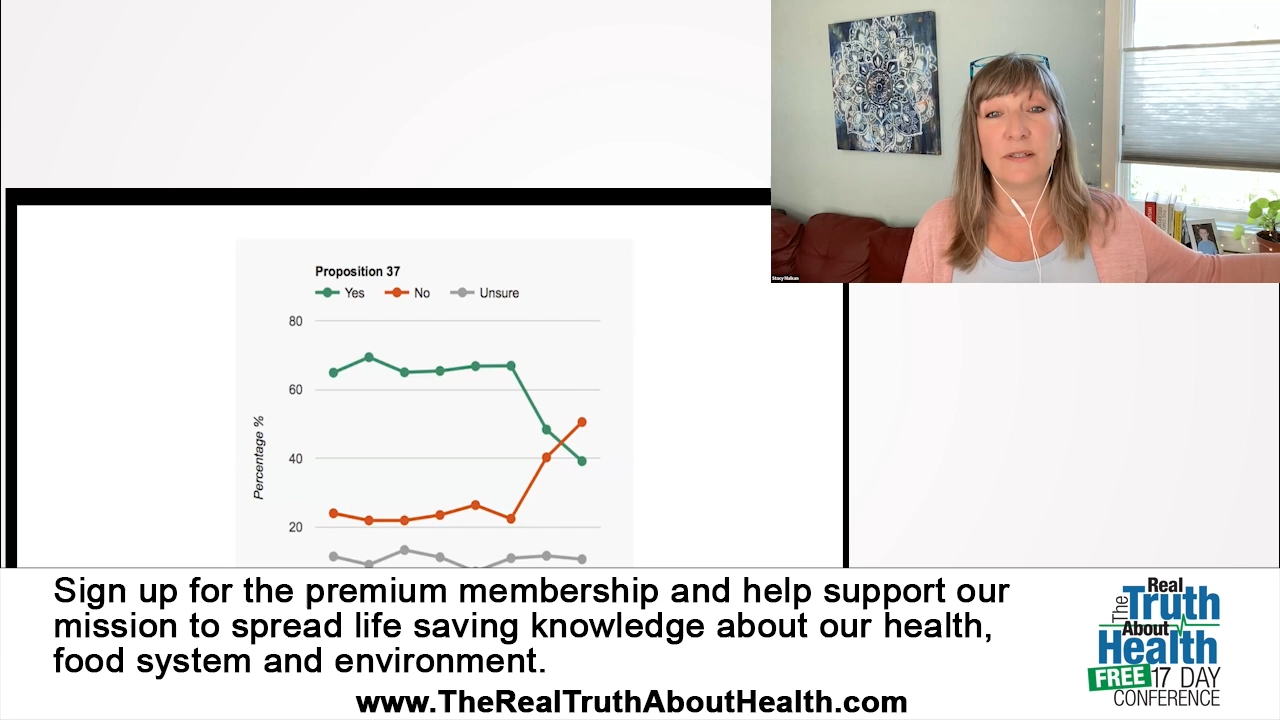 Stacy Malkan
Proposition 37
Yes No Unsure
80
60
40
20
Percentage %
Sign up for the premium membership and help support our
mission to spread life saving knowledge about our health,
food system and environment.
www.TheRealTruthAboutHealth.com
The Real
Truth
About
Health
FREE 17 DAY
CONFERENCE